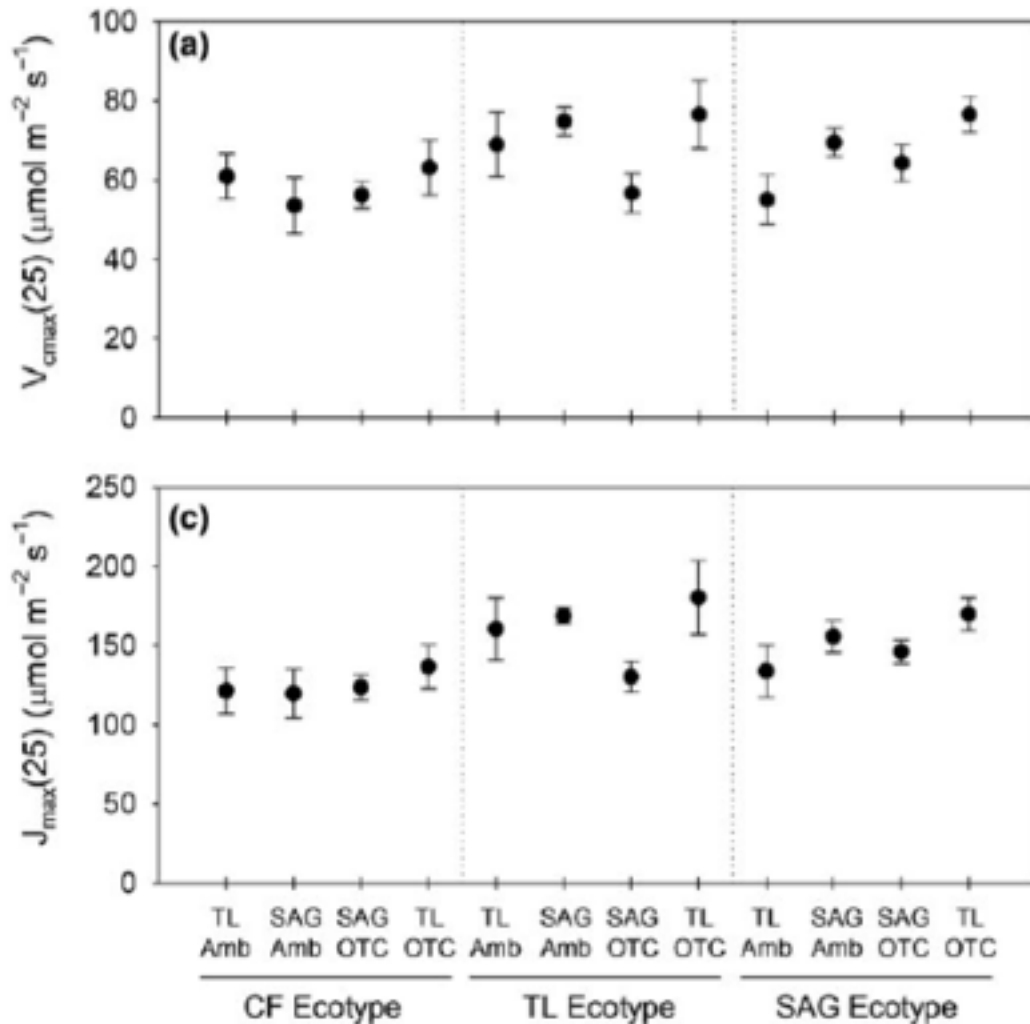 (a)
V_cmax(25) (μmol m⁻² s⁻¹)
100
80
60
40
20
0
(c)
J_max(25) (μmol m⁻² s⁻¹)
250
200
150
100
50
0
TL SAG SAG TL TL SAG SAG TL TL SAG SAG TL
Amb Amb OTC OTC Amb Amb OTC OTC Amb Amb OTC OTC
CF Ecotype TL Ecotype SAG Ecotype